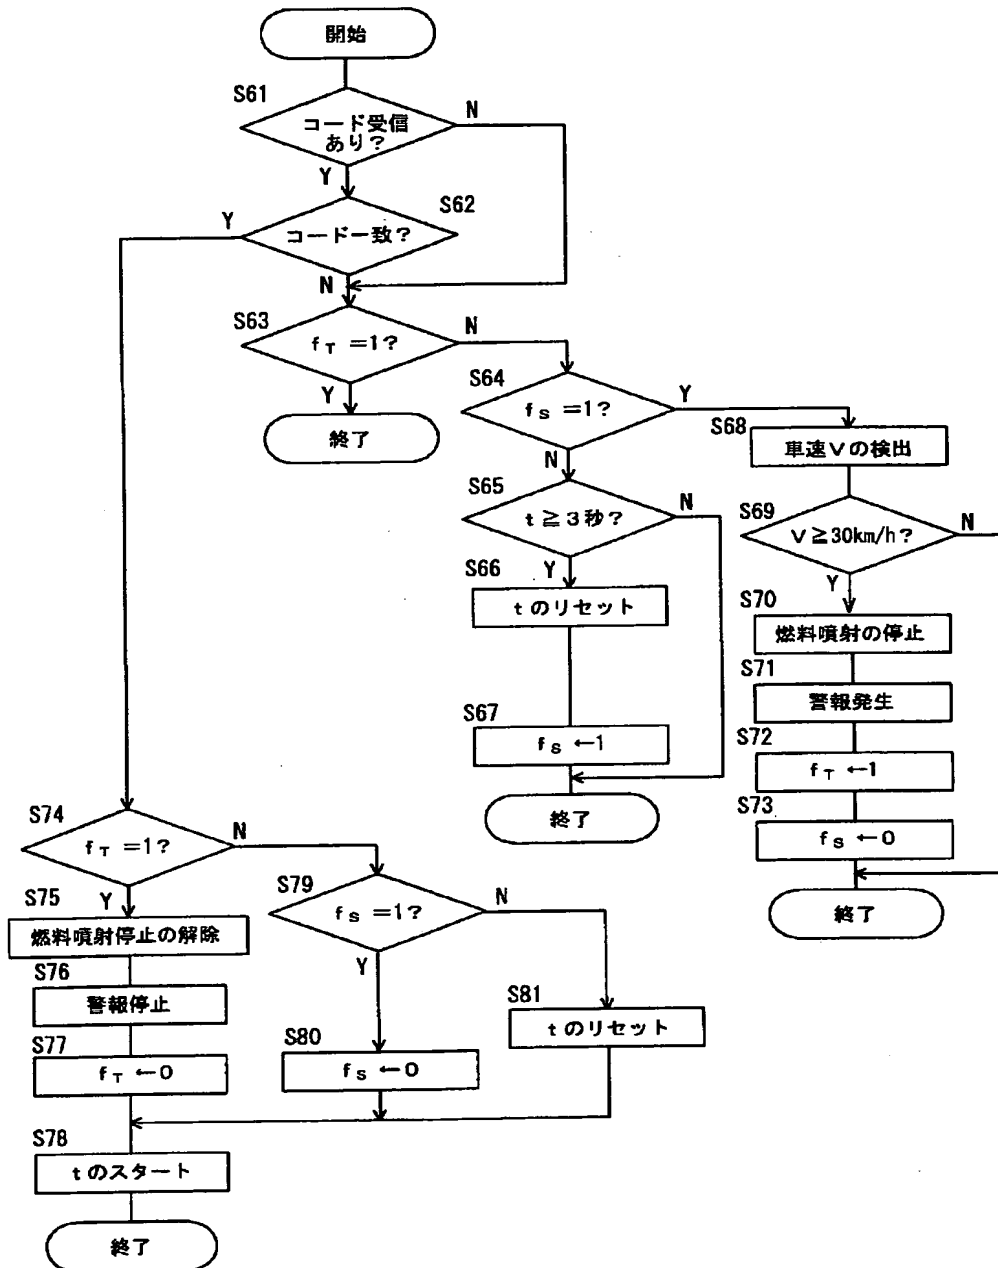 開始
S61
N
コード受信
あり?
Y
S62
Y
コード一致?
N
S63
N
f_T =1?
Y
終了
S64
Y
f_S =1?
N
S68
車速Vの検出
S65
N
t≧3秒?
Y
S69
N
V≧30km/h?
Y
S66
tのリセット
S70
燃料噴射の停止
S71
警報発生
S67
f_S ←1
終了
S72
f_T ←1
S73
f_S ←0
終了
S74
N
f_T =1?
Y
S75
燃料噴射停止の解除
S76
警報停止
S77
f_T ←0
S79
N
f_S =1?
Y
S80
f_S ←0
S81
tのリセット
S78
tのスタート
終了